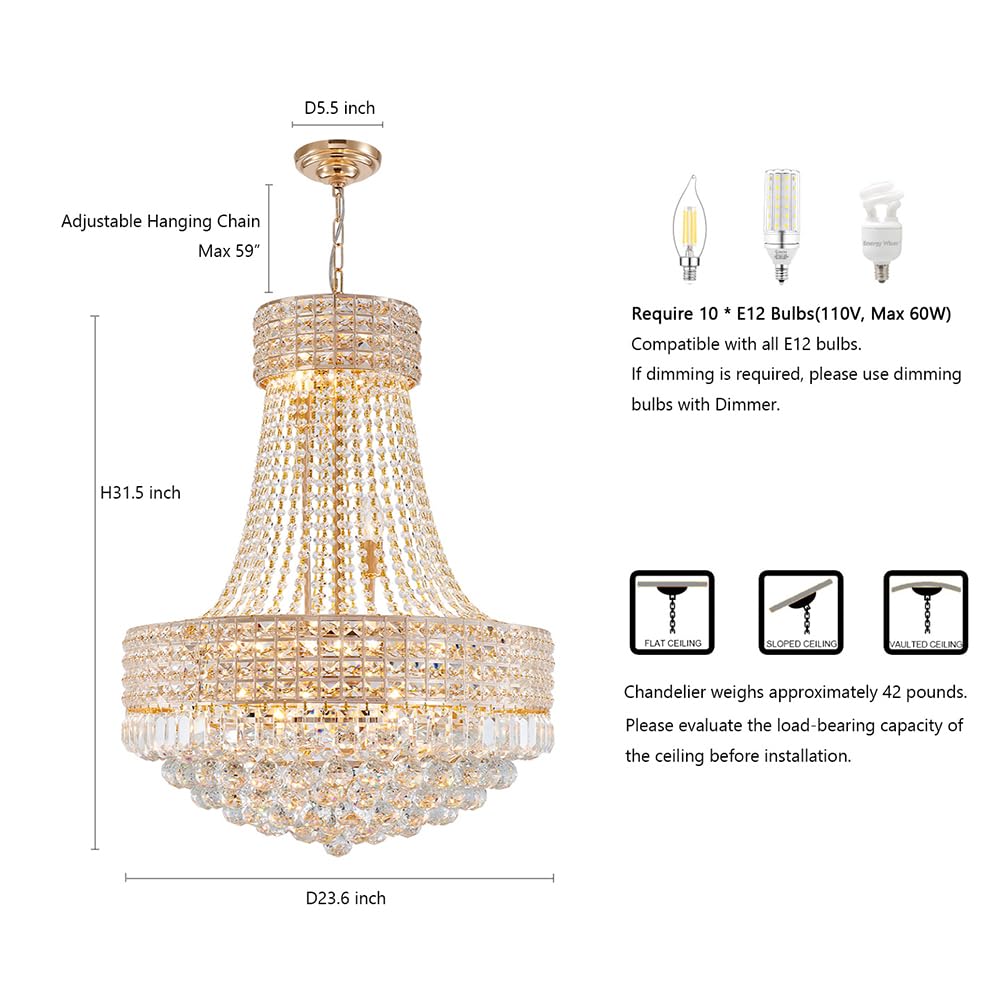 D5.5 inch
Adjustable Hanging Chain
Max 59”
H31.5 inch
D23.6 inch
Energy Wiser
Require 10 * E12 Bulbs(110V, Max 60W)
Compatible with all E12 bulbs.
If dimming is required, please use dimming
bulbs with Dimmer.
FLAT CEILING
SLOPED CEILING
VAULTED CEILING
Chandelier weighs approximately 42 pounds.
Please evaluate the load-bearing capacity of
the ceiling before installation.